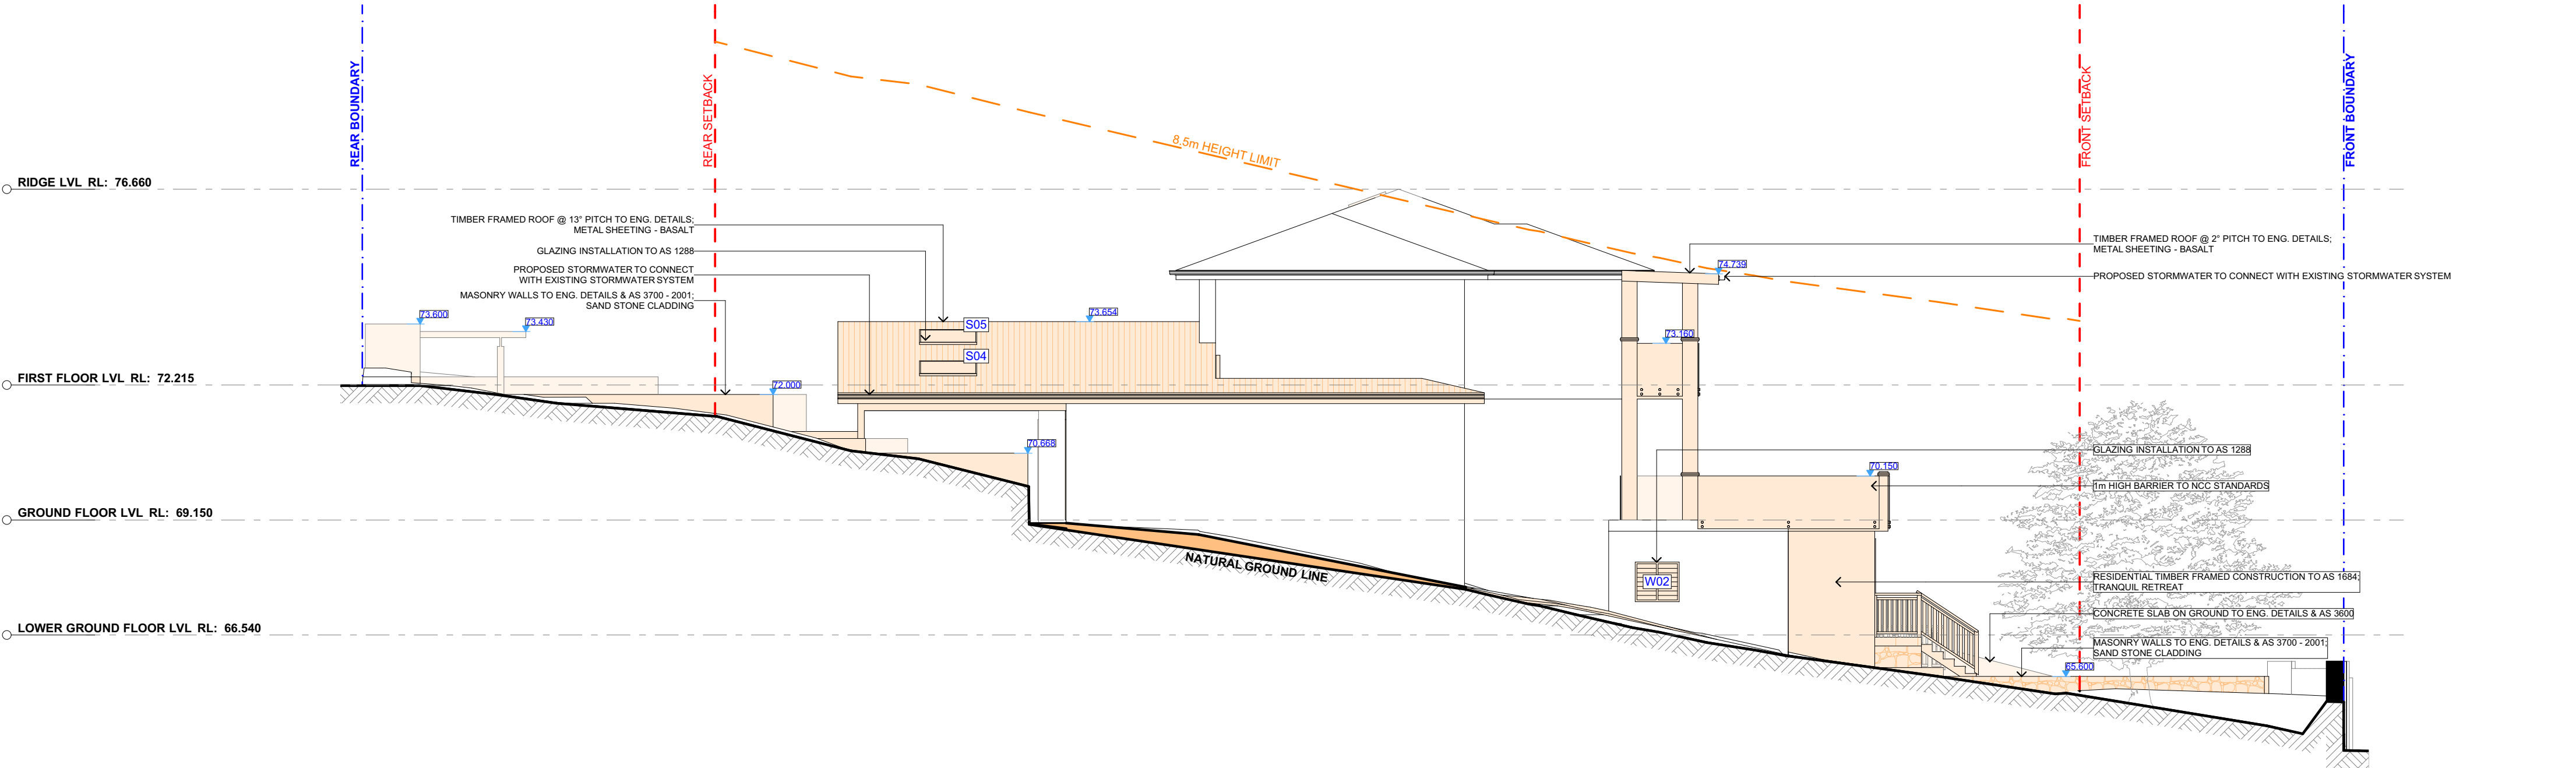 REAR BOUNDARY
REAR SETBACK
8.5m HEIGHT LIMIT
FRONT SETBACK
FRONT BOUNDARY
RIDGE LVL RL: 76.660
TIMBER FRAMED ROOF @ 13° PITCH TO ENG. DETAILS;
METAL SHEETING - BASALT
GLAZING INSTALLATION TO AS 1288
PROPOSED STORMWATER TO CONNECT
WITH EXISTING STORMWATER SYSTEM
MASONRY WALLS TO ENG. DETAILS & AS 3700 - 2001;
SAND STONE CLADDING
TIMBER FRAMED ROOF @ 2° PITCH TO ENG. DETAILS;
METAL SHEETING - BASALT
74.739
PROPOSED STORMWATER TO CONNECT WITH EXISTING STORMWATER SYSTEM
73.600
73.430
73.654
S05
73.160
S04
FIRST FLOOR LVL RL: 72.215
72.000
70.668
GLAZING INSTALLATION TO AS 1288
70.150
1m HIGH BARRIER TO NCC STANDARDS
GROUND FLOOR LVL RL: 69.150
NATURAL GROUND LINE
W02
RESIDENTIAL TIMBER FRAMED CONSTRUCTION TO AS 1684;
TRANQUIL RETREAT
CONCRETE SLAB ON GROUND TO ENG. DETAILS & AS 3600
LOWER GROUND FLOOR LVL RL: 66.540
MASONRY WALLS TO ENG. DETAILS & AS 3700 - 2001;
SAND STONE CLADDING
65.600